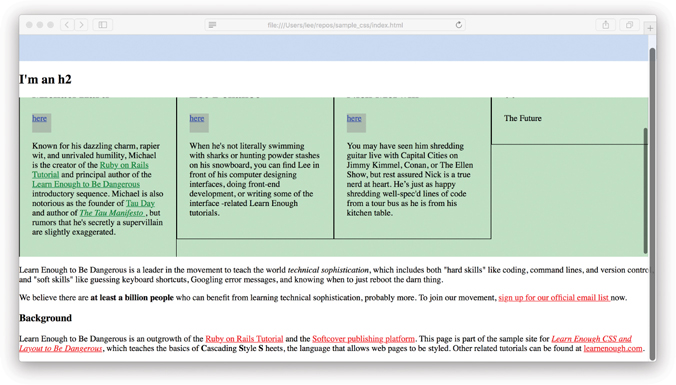 file:///Users/lee/repos/sample_css/index.html
I'm an h2
here
Known for his dazzling charm, rapier
wit, and unrivaled humility, Michael
is the creator of the Ruby on Rails
Tutorial and principal author of the
Learn Enough to Be Dangerous
introductory sequence. Michael is also
notorious as the founder of Tau Day
and author of The Tau Manifesto , but
rumors that he's secretly a supervillain
are slightly exaggerated.
here
When he's not literally swimming
with sharks or hunting powder stashes
on his snowboard, you can find Lee in
front of his computer designing
interfaces, doing front-end
development, or writing some of the
interface -related Learn Enough
tutorials.
here
You may have seen him shredding
guitar live with Capital Cities on
Jimmy Kimmel, Conan, or The Ellen
Show, but rest assured Nick is a true
nerd at heart. He's just as happy
shredding well-spec'd lines of code
from a tour bus as he is from his
kitchen table.
The Future
Learn Enough to Be Dangerous is a leader in the movement to teach the world technical sophistication, which includes both "hard skills" like coding, command lines, and version contro
and "soft skills" like guessing keyboard shortcuts, Googling error messages, and knowing when to just reboot the darn thing.
We believe there are at least a billion people who can benefit from learning technical sophistication, probably more. To join our movement, sign up for our official email list now.
Background
Learn Enough to Be Dangerous is an outgrowth of the Ruby on Rails Tutorial and the Softcover publishing platform. This page is part of the sample site for Learn Enough CSS and
Layout to Be Dangerous, which teaches the basics of Cascading Style S heets, the language that allows web pages to be styled. Other related tutorials can be found at learnenough.com.